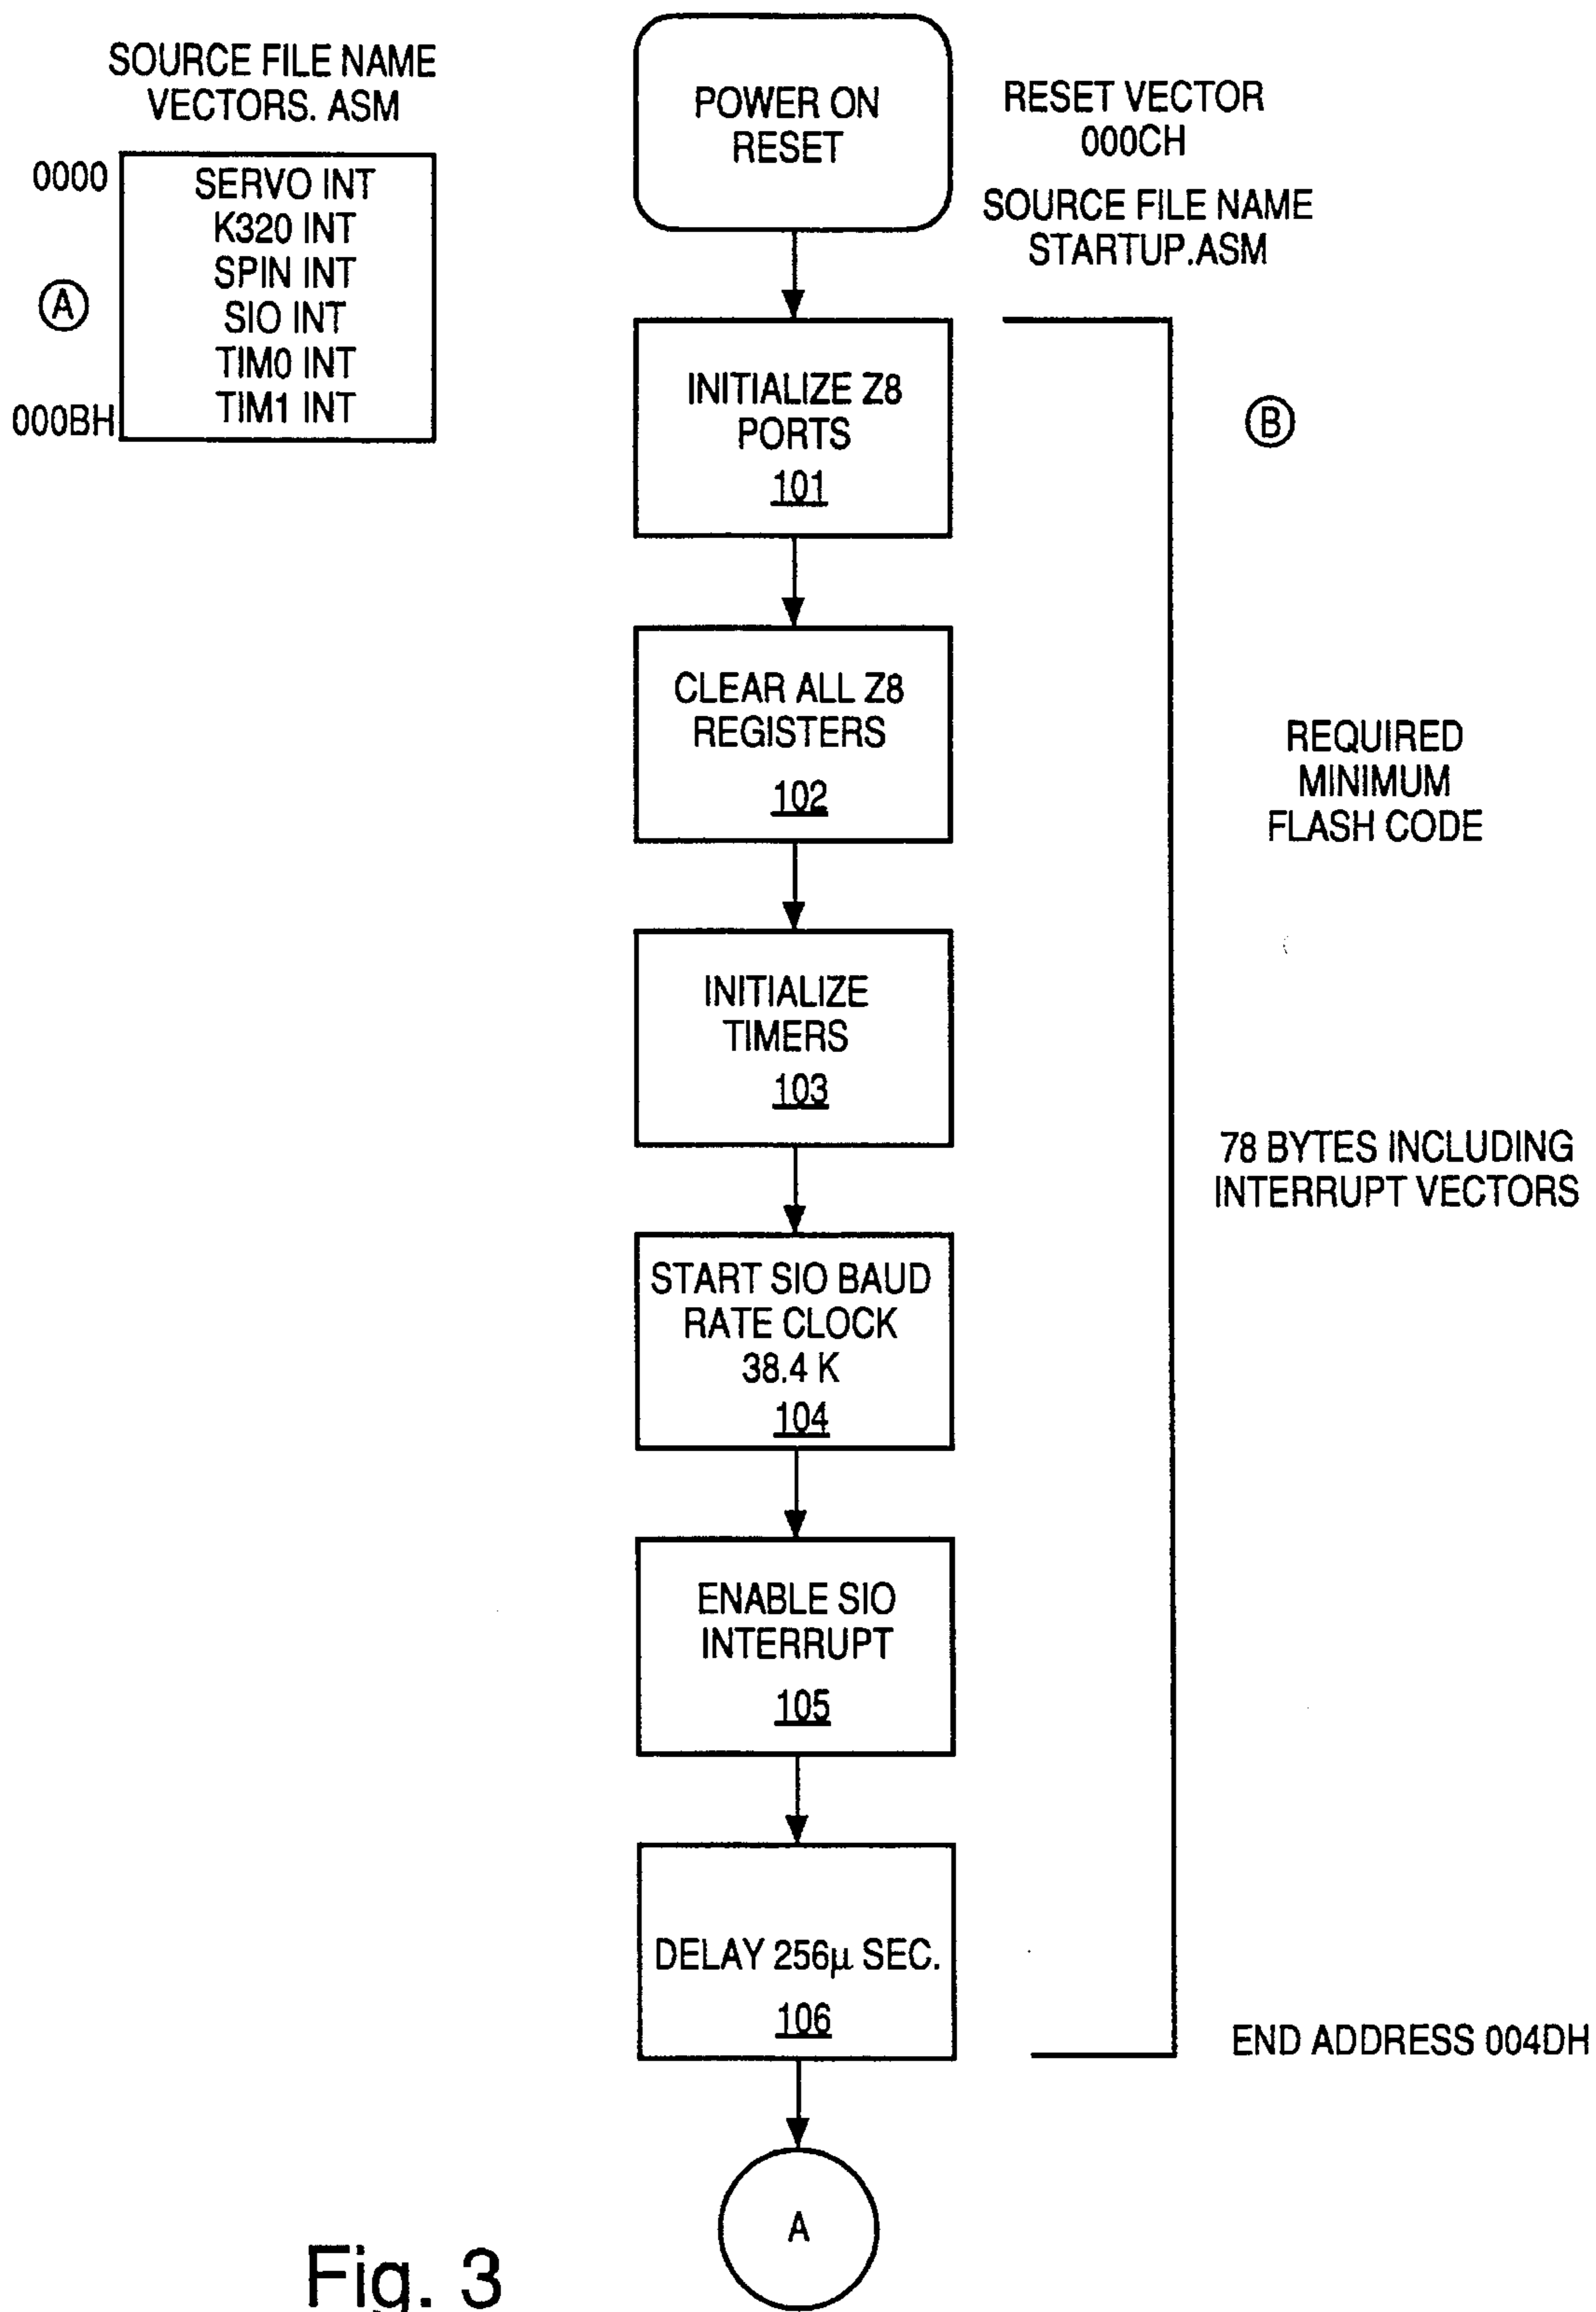 SOURCE FILE NAME
VECTORS. ASM
0000
SERVO INT
K320 INT
SPIN INT
SIO INT
TIM0 INT
TIM1 INT
000BH
A
POWER ON
RESET
RESET VECTOR
000CH
SOURCE FILE NAME
STARTUP.ASM
INITIALIZE Z8
PORTS
101
B
CLEAR ALL Z8
REGISTERS
102
REQUIRED
MINIMUM
FLASH CODE
INITIALIZE
TIMERS
103
78 BYTES INCLUDING
INTERRUPT VECTORS
START SIO BAUD
RATE CLOCK
38.4 K
104
ENABLE SIO
INTERRUPT
105
DELAY 256μ SEC.
106
END ADDRESS 004DH
A
Fig. 3